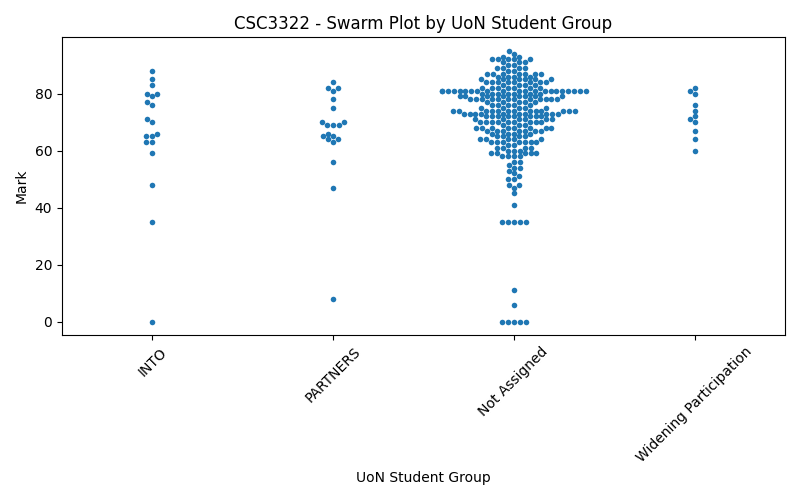 CSC3322 - Swarm Plot by UoN Student Group
Mark
80
60
40
20
0
INTO
PARTNERS
Not Assigned
Widening Participation
UoN Student Group